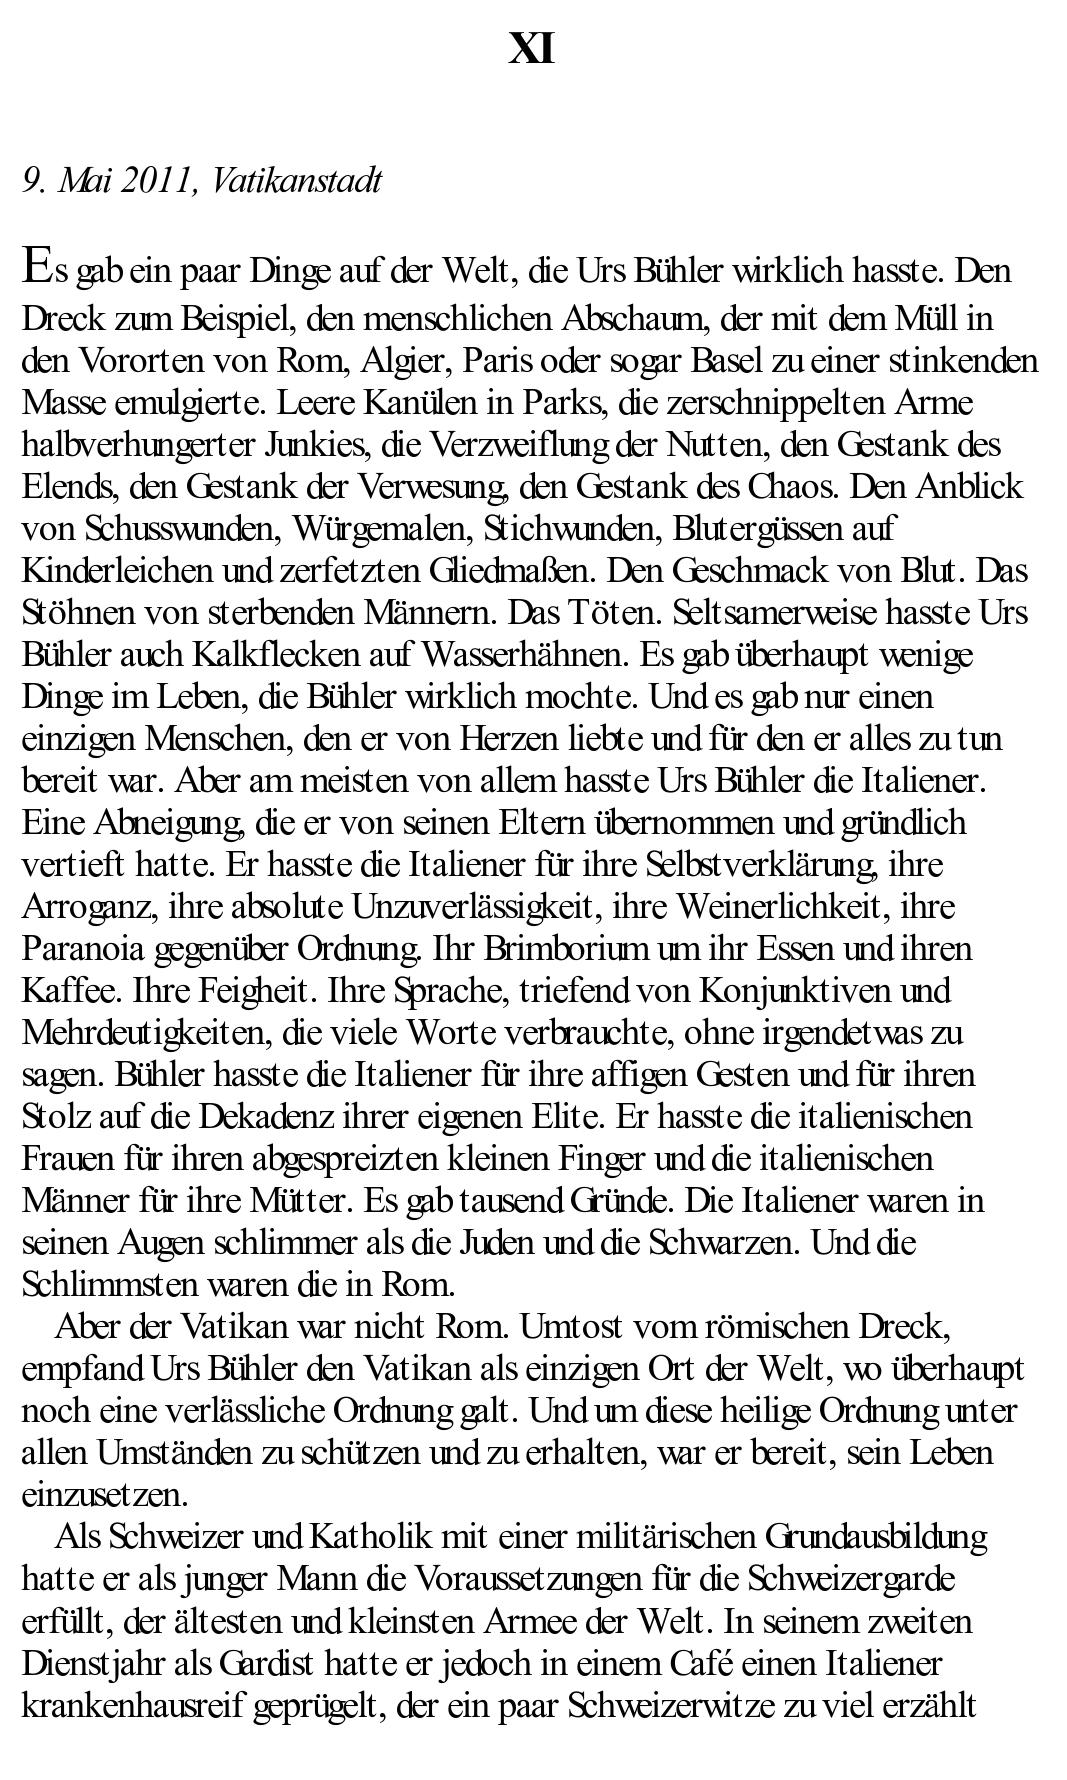 XI
9. Mai 2011, Vatikanstadt
Es gab ein paar Dinge auf der Welt, die Urs Bühler wirklich hasste. Den
Dreck zum Beispiel, den menschlichen Abschaum, der mit dem Müll in
den Vororten von Rom, Algier, Paris oder sogar Basel zu einer stinkenden
Masse emulgierte. Leere Kanülen in Parks, die zerschnippelten Arme
halbverhungerter Junkies, die Verzweiflung der Nutten, den Gestank des
Elends, den Gestank der Verwesung, den Gestank des Chaos. Den Anblick
von Schusswunden, Würgemalen, Stichwunden, Blutergüssen auf
Kinderleichen und zerfetzten Gliedmaßen. Den Geschmack von Blut. Das
Stöhnen von sterbenden Männern. Das Töten. Seltsamerweise hasste Urs
Bühler auch Kalkflecken auf Wasserhähnen. Es gab überhaupt wenige
Dinge im Leben, die Bühler wirklich mochte. Und es gab nur einen
einzigen Menschen, den er von Herzen liebte und für den er alles zu tun
bereit war. Aber am meisten von allem hasste Urs Bühler die Italiener.
Eine Abneigung, die er von seinen Eltern übernommen und gründlich
vertieft hatte. Er hasste die Italiener für ihre Selbstverklärung, ihre
Arroganz, ihre absolute Unzuverlässigkeit, ihre Weinerlichkeit, ihre
Paranoia gegenüber Ordnung. Ihr Brimborium um ihr Essen und ihren
Kaffee. Ihre Feigheit. Ihre Sprache, triefend von Konjunktiven und
Mehrdeutigkeiten, die viele Worte verbrauchte, ohne irgendetwas zu
sagen. Bühler hasste die Italiener für ihre affigen Gesten und für ihren
Stolz auf die Dekadenz ihrer eigenen Elite. Er hasste die italienischen
Frauen für ihren abgespreizten kleinen Finger und die italienischen
Männer für ihre Mütter. Es gab tausend Gründe. Die Italiener waren in
seinen Augen schlimmer als die Juden und die Schwarzen. Und die
Schlimmsten waren die in Rom.
Aber der Vatikan war nicht Rom. Umtost vom römischen Dreck,
empfand Urs Bühler den Vatikan als einzigen Ort der Welt, wo überhaupt
noch eine verlässliche Ordnung galt. Und um diese heilige Ordnung unter
allen Umständen zu schützen und zu erhalten, war er bereit, sein Leben
einzusetzen.
Als Schweizer und Katholik mit einer militärischen Grundausbildung
hatte er als junger Mann die Voraussetzungen für die Schweizergarde
erfüllt, der ältesten und kleinsten Armee der Welt. In seinem zweiten
Dienstjahr als Gardist hatte er jedoch in einem Café einen Italiener
krankenhausreif geprügelt, der ein paar Schweizerwitze zu viel erzählt